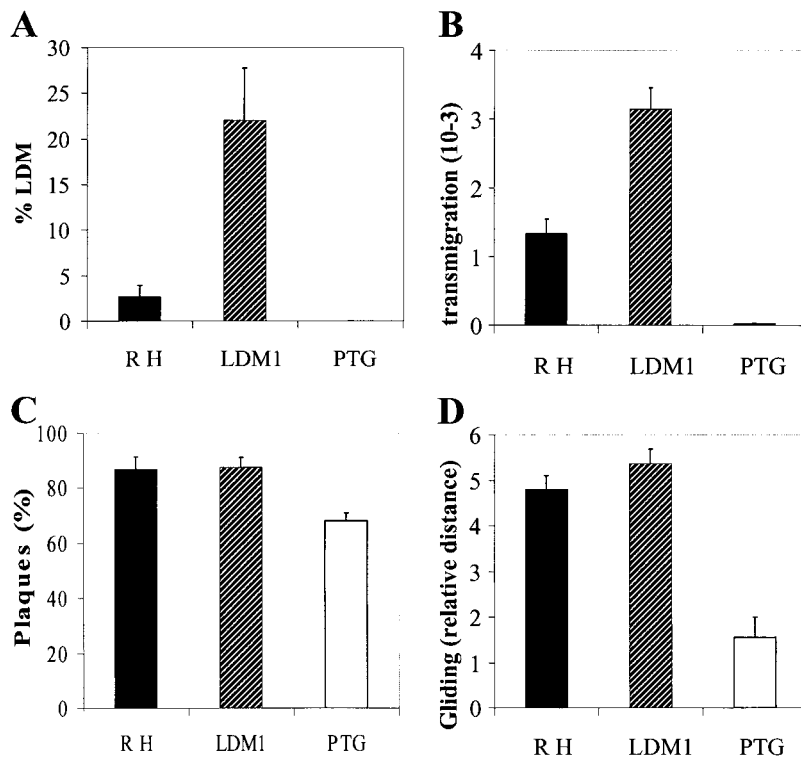 A
% LDM
30
25
20
15
10
5
0
R H LDM1 PTG
B
transmigration (10-3)
4
3
2
1
0
R H LDM1 PTG
C
Plaques (%)
100
80
60
40
20
0
R H LDM1 PTG
D
Gliding (relative distance)
6
5
4
3
2
1
0
R H LDM1 PTG